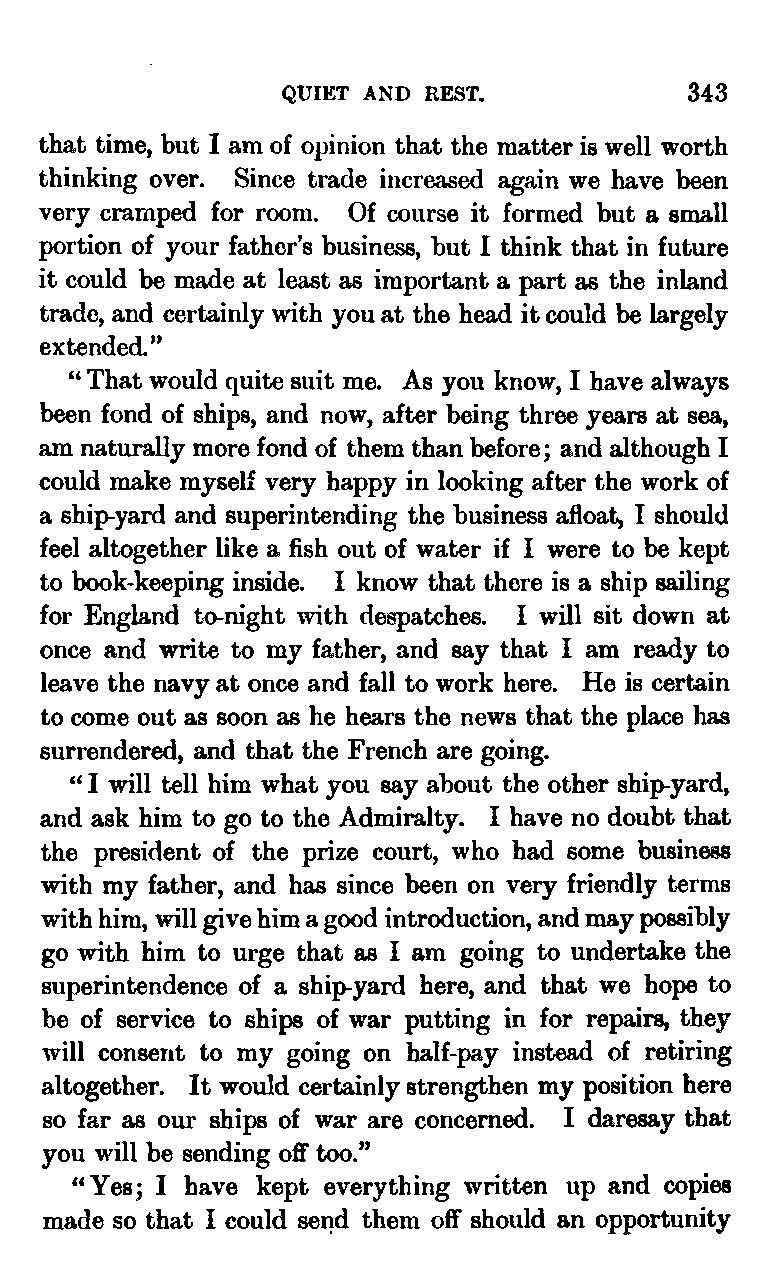 QUIET AND REST. 343
that time, but I am of opinion that the matter is well worth
thinking over. Since trade increased again we have been
very cramped for room. Of course it formed but a small
portion of your father's business, but I think that in future
it could be made at least as important a part as the inland
trade, and certainly with you at the head it could be largely
extended."
"That would quite suit me. As you know, I have always
been fond of ships, and now, after being three years at sea,
am naturally more fond of them than before; and although I
could make myself very happy in looking after the work of
a ship-yard and superintending the business afloat, I should
feel altogether like a fish out of water if I were to be kept
to book-keeping inside. I know that there is a ship sailing
for England to-night with despatches. I will sit down at
once and write to my father, and say that I am ready to
leave the navy at once and fall to work here. He is certain
to come out as soon as he hears the news that the place has
surrendered, and that the French are going.
"I will tell him what you say about the other ship-yard,
and ask him to go to the Admiralty. I have no doubt that
the president of the prize court, who had some business
with my father, and has since been on very friendly terms
with him, will give him a good introduction, and may possibly
go with him to urge that as I am going to undertake the
superintendence of a ship-yard here, and that we hope to
be of service to ships of war putting in for repairs, they
will consent to my going on half-pay instead of retiring
altogether. It would certainly strengthen my position here
so far as our ships of war are concerned. I daresay that
you will be sending off too."
"Yes; I have kept everything written up and copies
made so that I could send them off should an opportunity